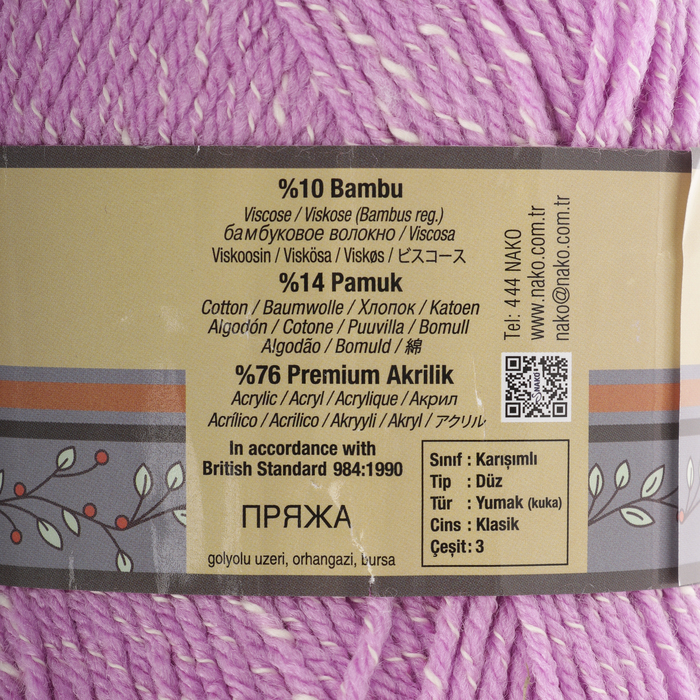 %10 Bambu
Viscose / Viskose (Bambus reg.)
бамбуковое волокно / Viscosa
Viskoosin / Viskösa / Viskøs / ビスコース
%14 Pamuk
Cotton / Baumwolle / Хлопок / Katoen
Algodón / Cotone / Puuvilla / Bomull
Algodão / Bomuld / 綿
%76 Premium Akrilik
Acrylic / Acryl / Acrylique / Акрил
Acrílico / Acrilico / Akryyli / Akryl / アクリル
In accordance with
British Standard 984:1990
ПРЯЖА
golyolu uzeri, orhangazi, bursa
Tel: 4 44 NAKO
www.nako.com.tr
nako@nako.com.tr
NAKO
Sınıf : Karışımlı
Tip : Düz
Tür : Yumak (kuka)
Cins : Klasik
Çeşit : 3